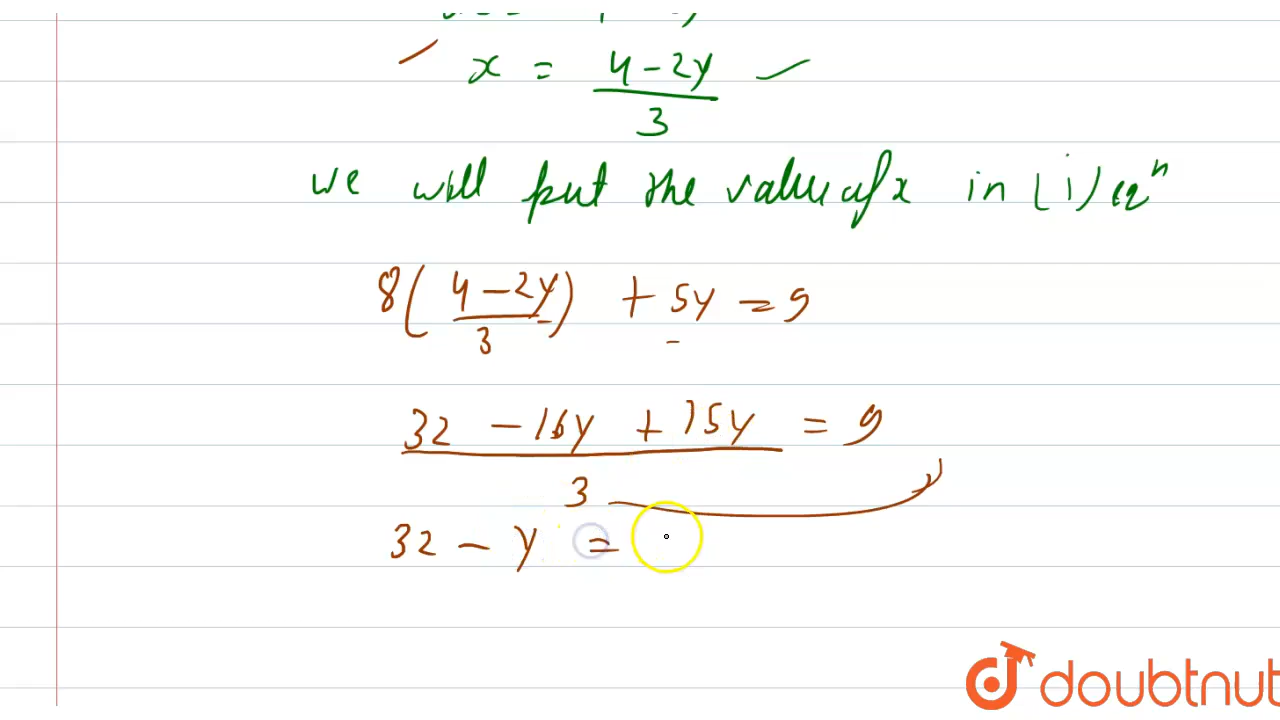 x = 4 - 2y / 3
we will put the value of x in (i) eqⁿ
8( 4 - 2y / 3 ) + 5y = 9
32 - 16y + 15y / 3 = 9
32 - y =
doubtnut